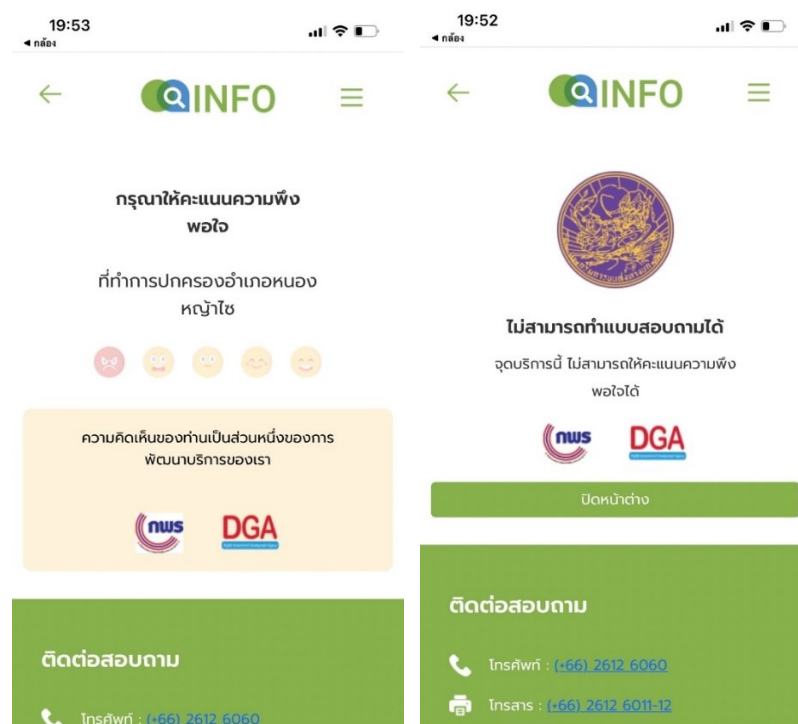 19:53
◀ กล้อง
INFO
กรุณาให้คะแนนความพึง
พอใจ
ที่ทำการปกครองอำเภอหนอง
หญ้าไซ
ความคิดเห็นของท่านเป็นส่วนหนึ่งของการ
พัฒนาบริการของเรา
กพร
DGA
ติดต่อสอบถาม
โทรศัพท์ : (+66) 2612 6060
19:52
◀ กล้อง
INFO
ไม่สามารถทำแบบสอบถามได้
จุดบริการนี้ ไม่สามารถให้คะแนนความพึง
พอใจได้
กพร
DGA
ปิดหน้าต่าง
ติดต่อสอบถาม
โทรศัพท์ : (+66) 2612 6060
โทรสาร : (+66) 2612 6011-12